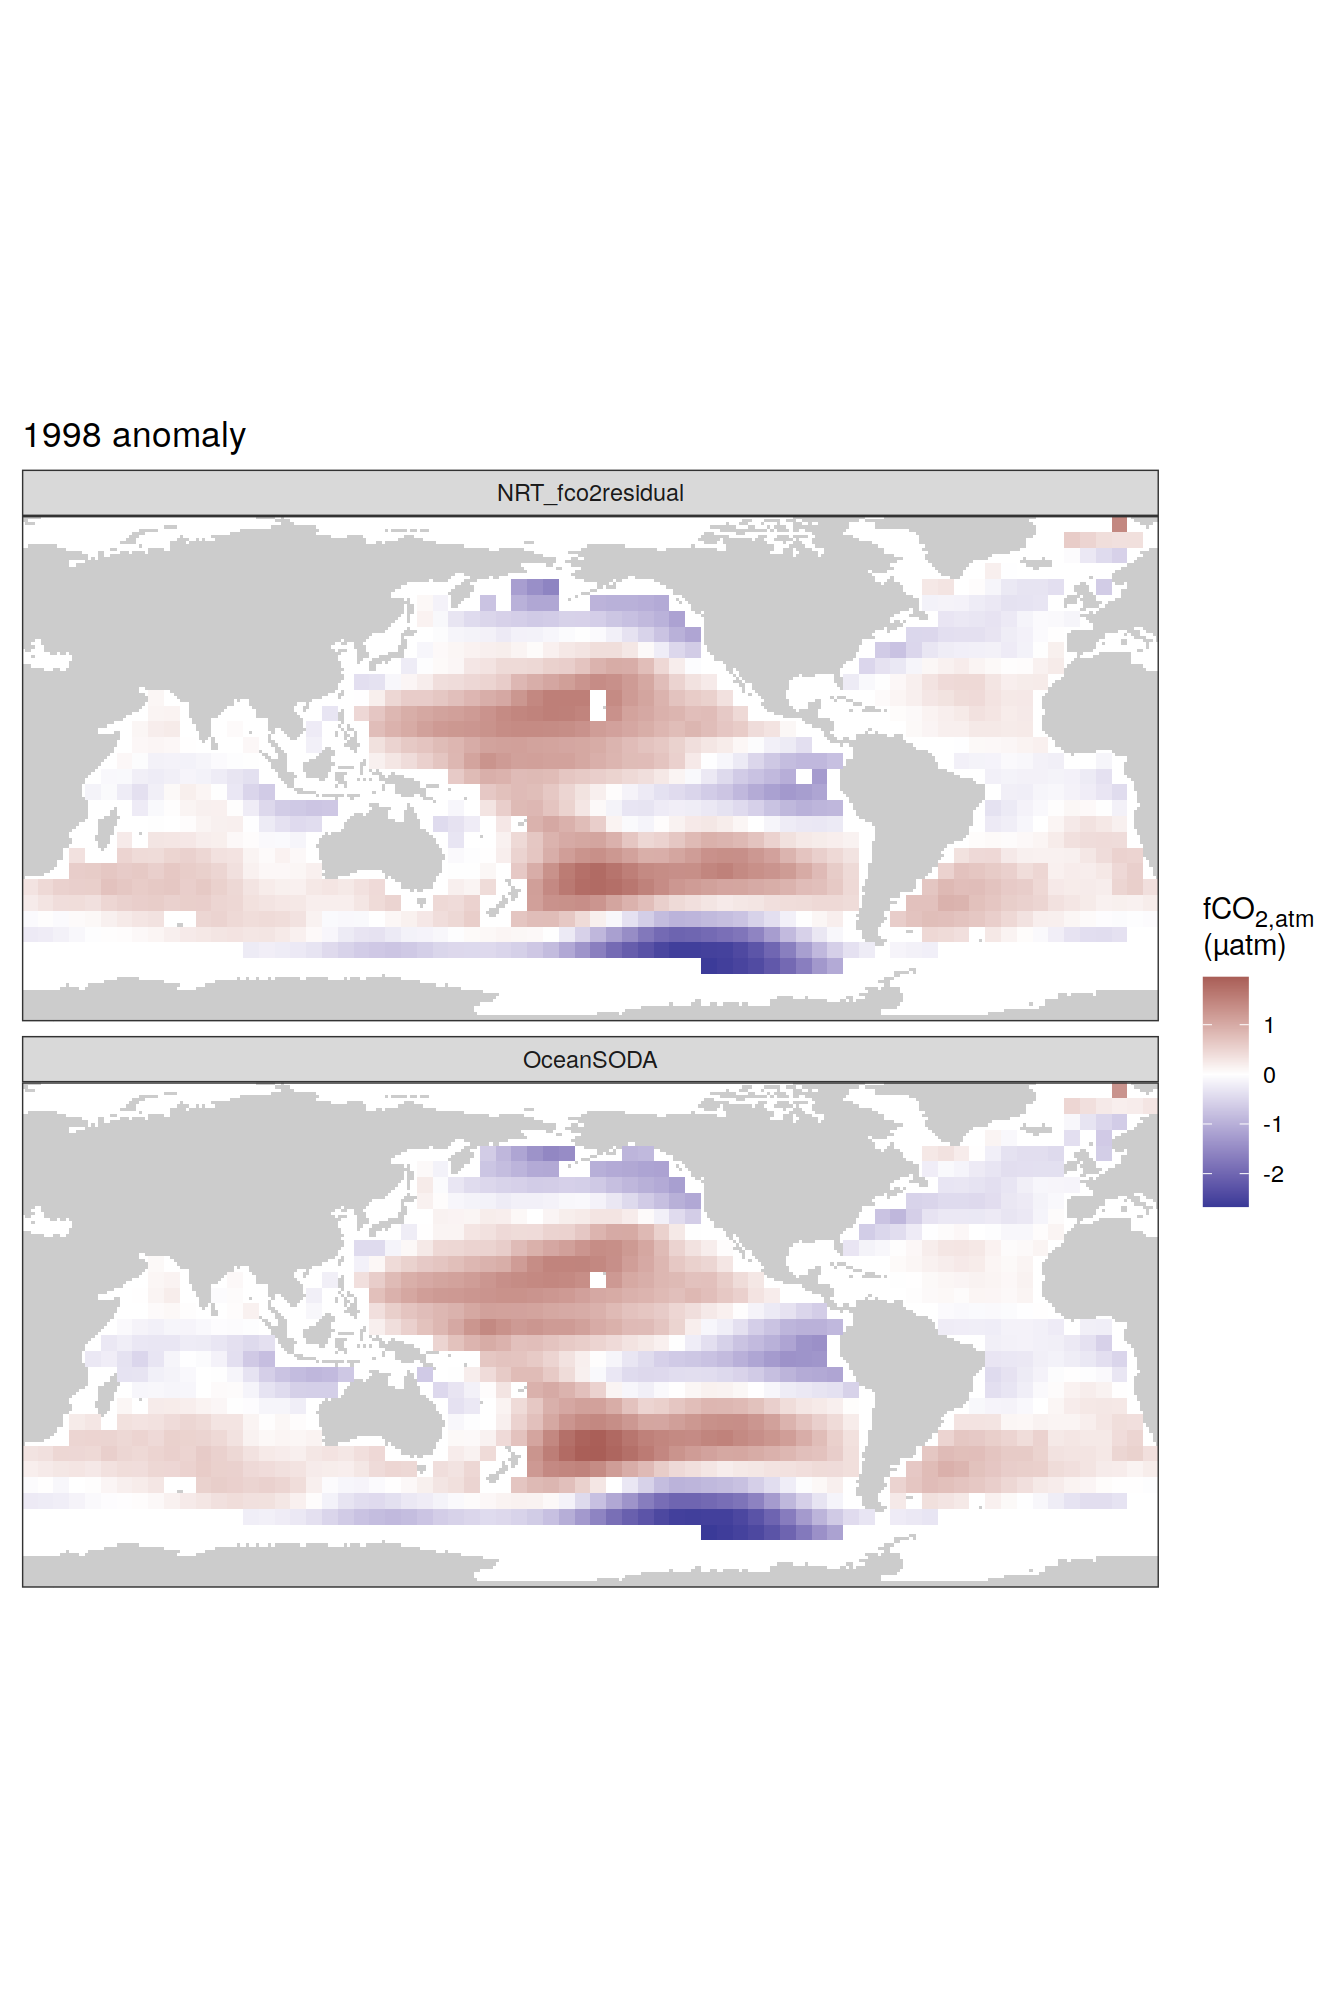 1998 anomaly
NRT_fco2residual
OceanSODA
fCO2,atm
(µatm)
1
0
-1
-2